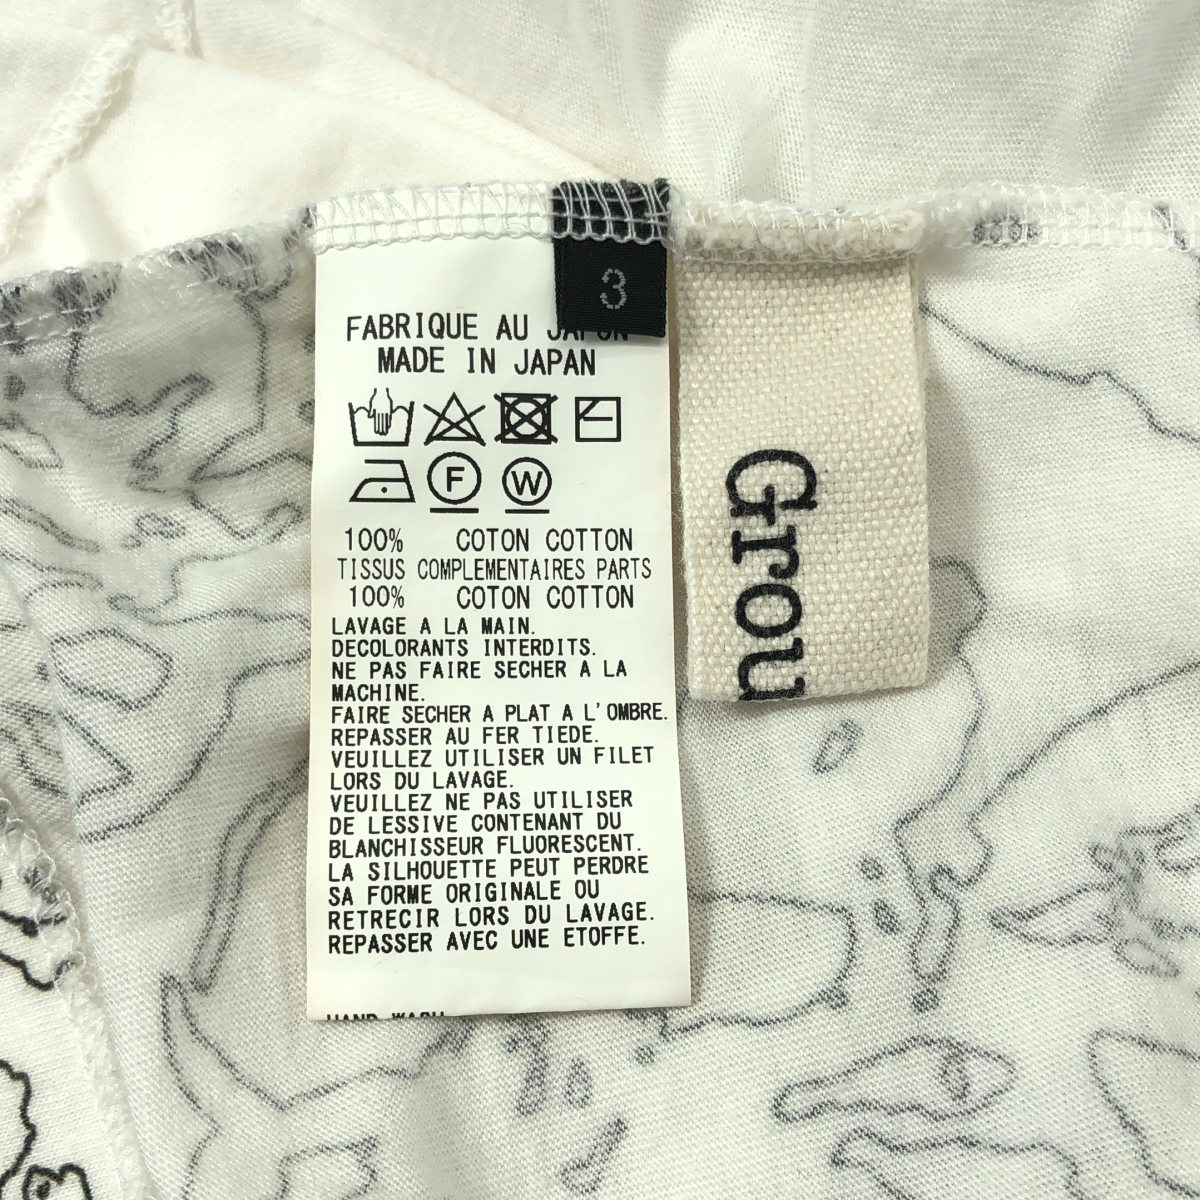 3
FABRIQUE AU JAPON
MADE IN JAPAN
F
W
100% COTON COTTON
TISSUS COMPLEMENTAIRES PARTS
100% COTON COTTON
LAVAGE A LA MAIN.
DECOLORANTS INTERDITS.
NE PAS FAIRE SECHER A LA
MACHINE.
FAIRE SECHER A PLAT A L'OMBRE.
REPASSER AU FER TIEDE.
VEUILLEZ UTILISER UN FILET
LORS DU LAVAGE.
VEUILLEZ NE PAS UTILISER
DE LESSIVE CONTENANT DU
BLANCHISSEUR FLUORESCENT.
LA SILHOUETTE PEUT PERDRE
SA FORME ORIGINALE OU
RETRECIR LORS DU LAVAGE.
REPASSER AVEC UNE ETOFFE.
HAND WASH
Grou